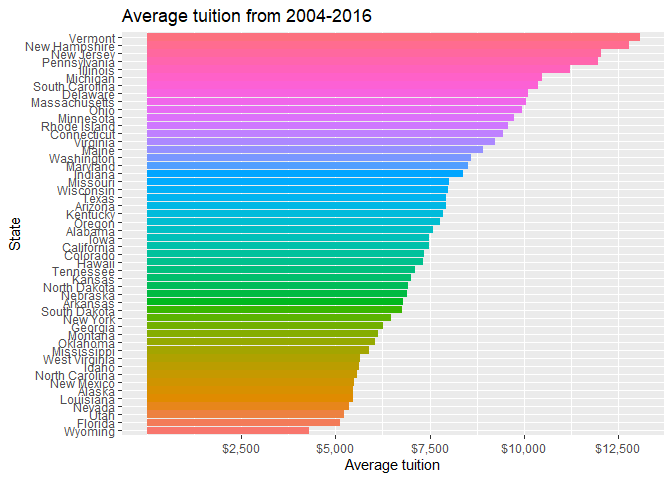 Average tuition from 2004-2016
Vermont
New Hampshire
New Jersey
Pennsylvania
Illinois
Michigan
South Carolina
Delaware
Massachusetts
Ohio
Minnesota
Rhode Island
Connecticut
Virginia
Maine
Washington
Maryland
Indiana
Missouri
Wisconsin
Texas
Arizona
Kentucky
Oregon
Alabama
Iowa
California
Colorado
Hawaii
Tennessee
Kansas
North Dakota
Nebraska
Arkansas
South Dakota
New York
Georgia
Montana
Oklahoma
Mississippi
West Virginia
Idaho
North Carolina
New Mexico
Alaska
Louisiana
Nevada
Utah
Florida
Wyoming
State
$2,500 $5,000 $7,500 $10,000 $12,500
Average tuition